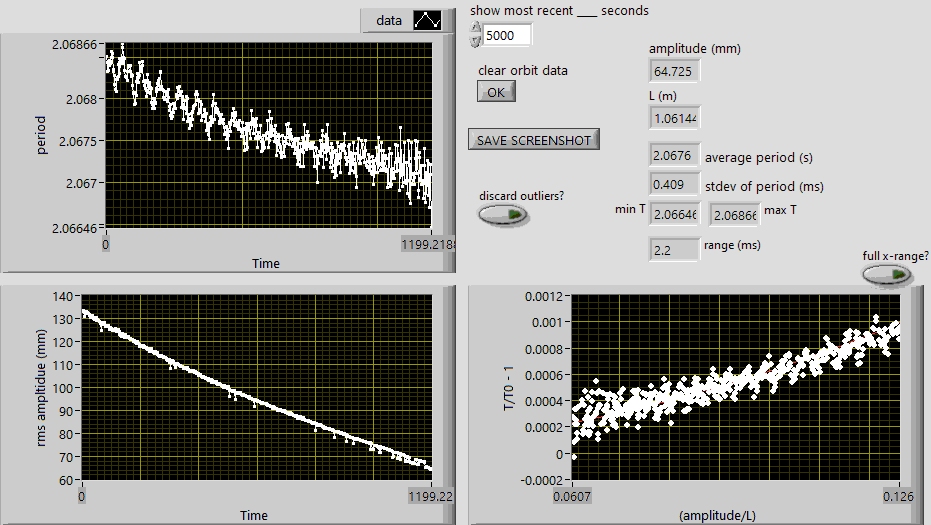 data
2.06866
2.068
2.0675
2.067
2.06646
period
0
1199.218
Time
show most recent ___ seconds
5000
clear orbit data
OK
SAVE SCREENSHOT
discard outliers?
amplitude (mm)
64.725
L (m)
1.06144
2.0676 average period (s)
0.409 stdev of period (ms)
min T 2.06646 2.06866 max T
2.2 range (ms)
full x-range?
140
130
120
110
100
90
80
70
60
rms ampltidue (mm)
0
1199.22
Time
0.0012
0.001
0.0008
0.0006
0.0004
0.0002
0
-0.0002
T/T0 - 1
0.0607
0.126
(amplitude/L)